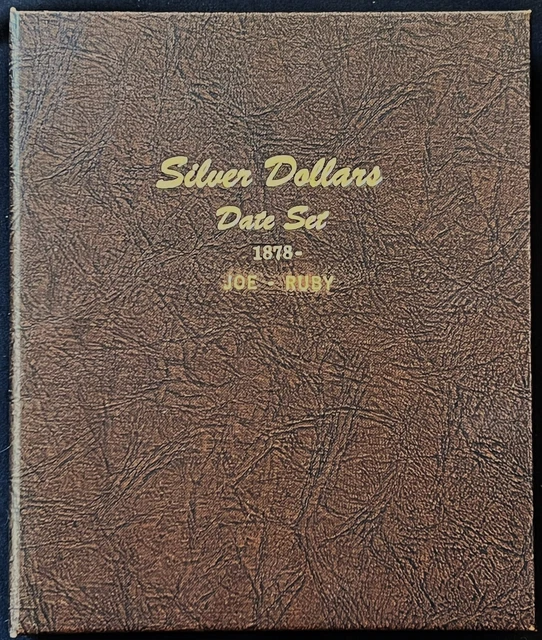 Silver Dollars
Date Set
1878-
JOE - RUBY